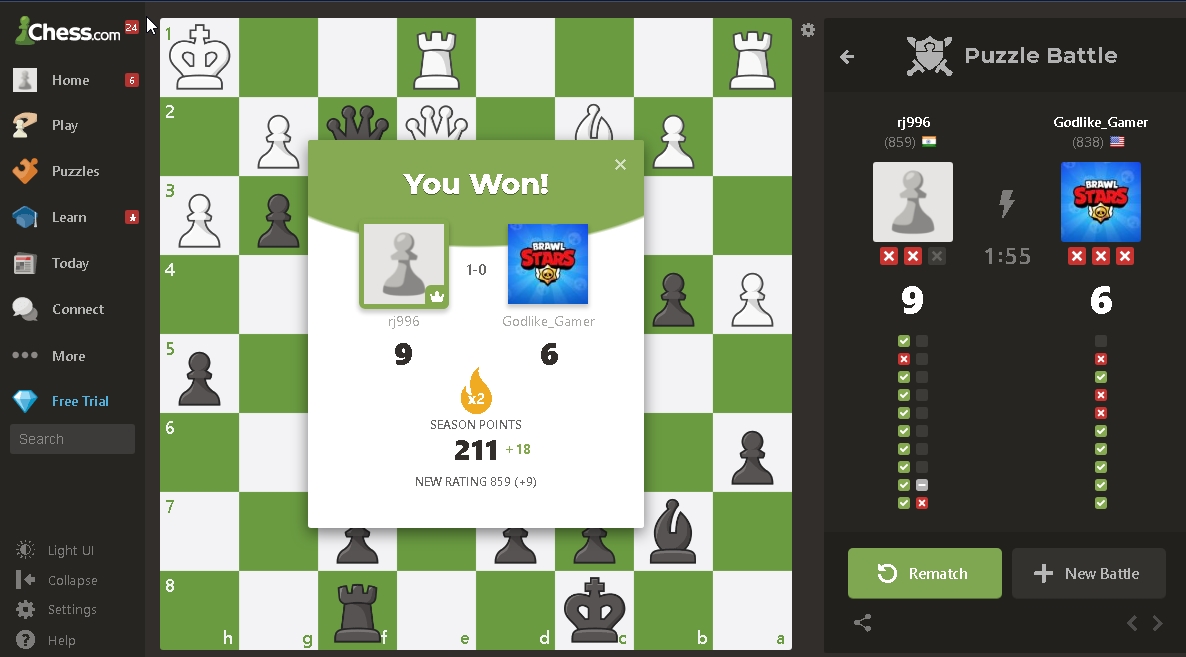 Chess.com 24
Home 6
Play
Puzzles
Learn
Today
Connect
More
Free Trial
Search
Light UI
Collapse
Settings
Help
1
2
3
4
5
6
7
8
h g f e d c b a
You Won!
1-0
BRAWL
STARS
rj996 Godlike_Gamer
9 6
x2
SEASON POINTS
211 +18
NEW RATING 859 (+9)
Puzzle Battle
rj996 Godlike_Gamer
(859) (838)
BRAWL
STARS
1:55
9 6
Rematch New Battle